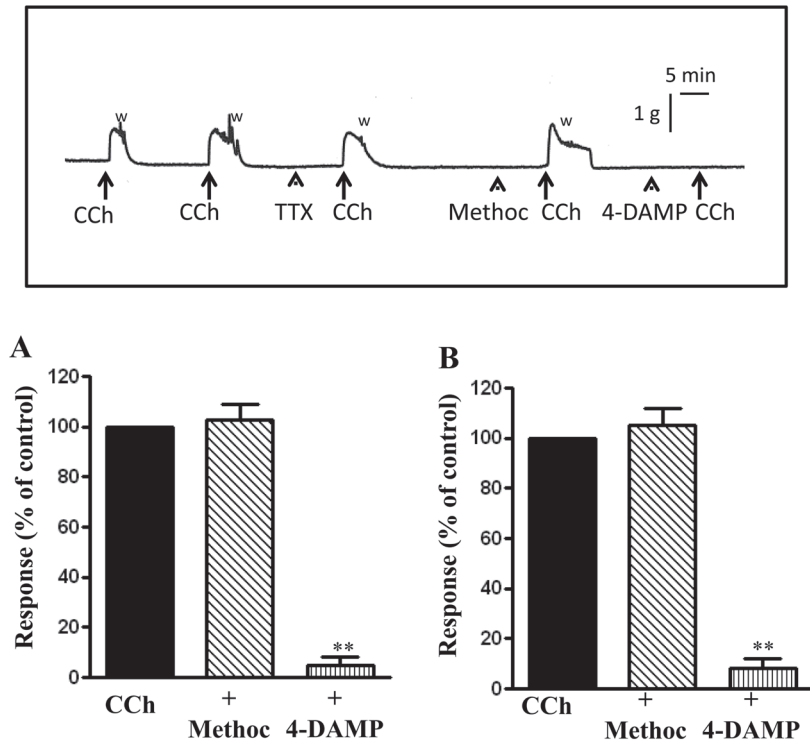 5 min
1 g
w w w w
CCh CCh TTX CCh Methoc CCh 4-DAMP CCh
A
Response (% of control)
120
100
80
60
40
20
0
**
CCh + +
Methoc 4-DAMP
B
Response (% of control)
120
100
80
60
40
20
0
**
CCh + +
Methoc 4-DAMP